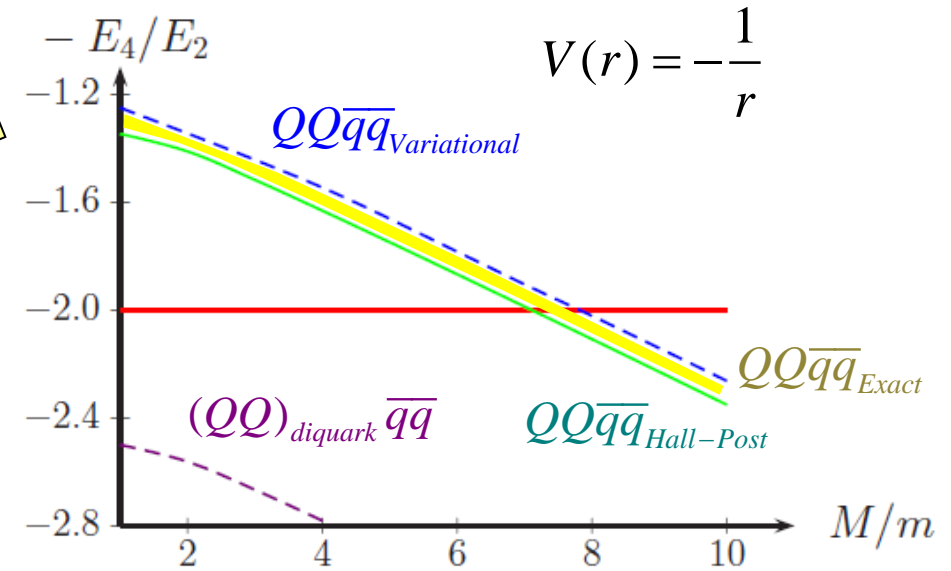 − E₄/E₂
V(r) = −1/r
−1.2
QQq̅q̅ Variational
−1.6
−2.0
QQq̅q̅ Exact
(QQ)diquark q̅q̅
QQq̅q̅ Hall−Post
−2.4
−2.8
2 4 6 8 10
M/m